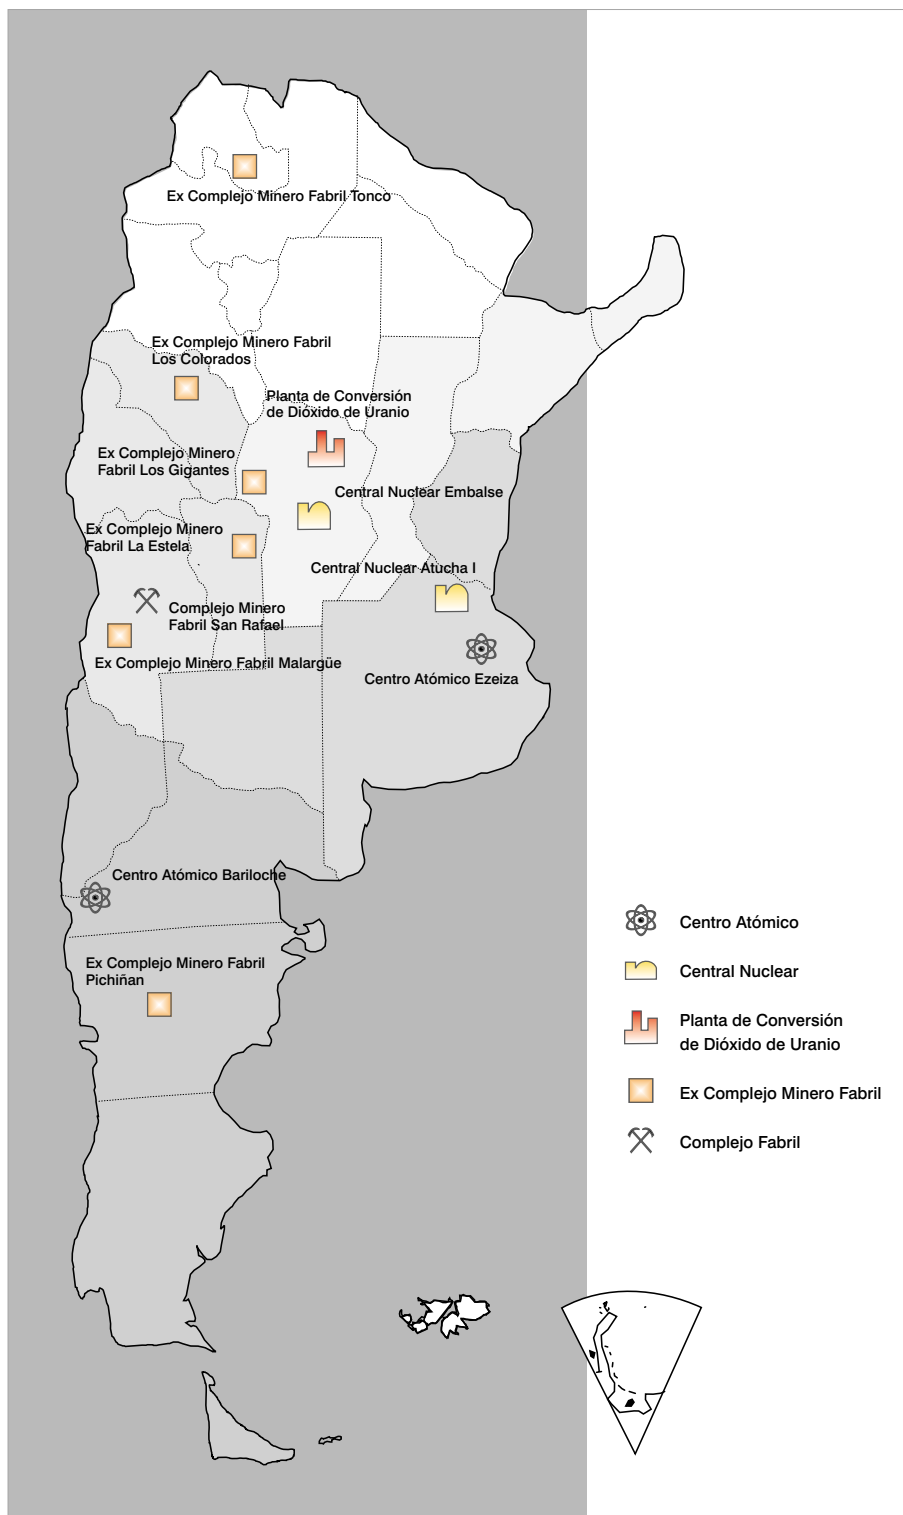 Ex Complejo Minero Fabril Tonco
Ex Complejo Minero Fabril
Los Colorados
Planta de Conversión
de Dióxido de Uranio
Ex Complejo Minero
Fabril Los Gigantes
Central Nuclear Embalse
Ex Complejo Minero
Fabril La Estela
Central Nuclear Atucha I
Complejo Minero
Fabril San Rafael
Ex Complejo Minero Fabril Malargüe
Centro Atómico Ezeiza
Centro Atómico Bariloche
Ex Complejo Minero Fabril
Pichiñan
Centro Atómico
Central Nuclear
Planta de Conversión
de Dióxido de Uranio
Ex Complejo Minero Fabril
Complejo Fabril